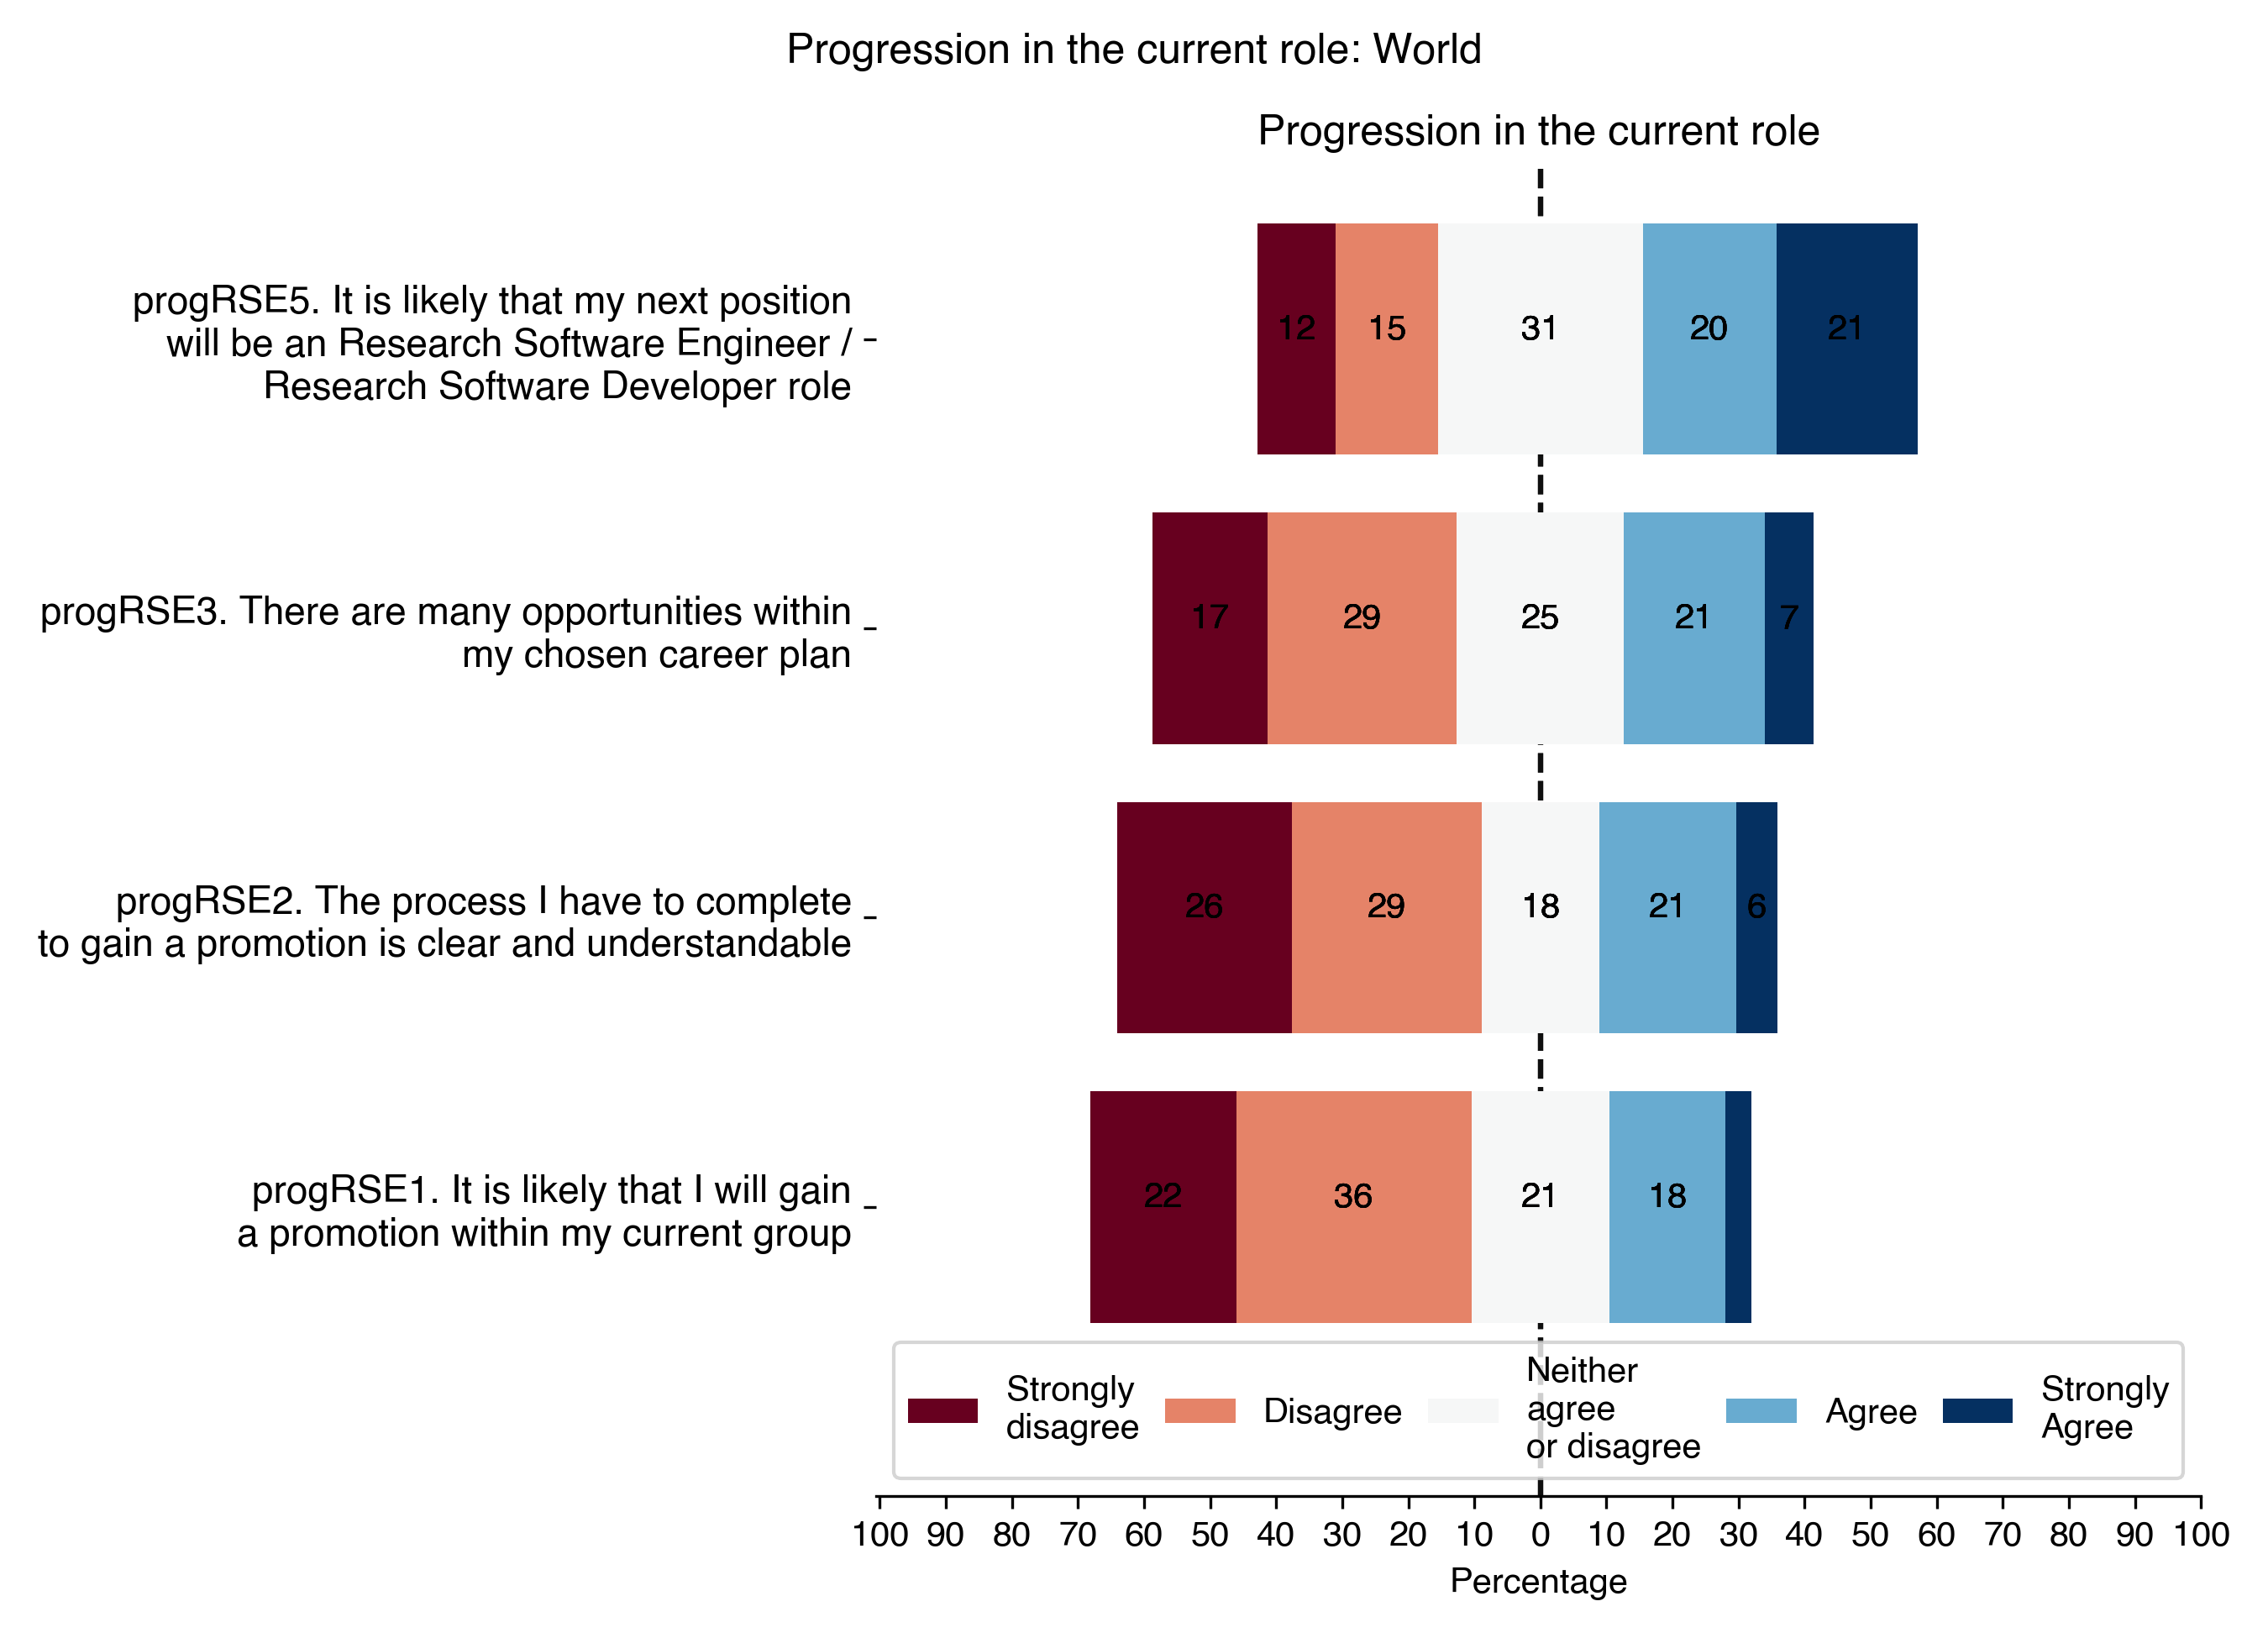 Progression in the current role: World
Progression in the current role
progRSE5. It is likely that my next position
will be an Research Software Engineer /
Research Software Developer role
12 15 31 20 21
progRSE3. There are many opportunities within
my chosen career plan
17 29 25 21 7
progRSE2. The process I have to complete
to gain a promotion is clear and understandable
26 29 18 21 6
progRSE1. It is likely that I will gain
a promotion within my current group
22 36 21 18
Strongly
disagree
Disagree
Neither
agree
or disagree
Agree
Strongly
Agree
100 90 80 70 60 50 40 30 20 10 0 10 20 30 40 50 60 70 80 90 100
Percentage